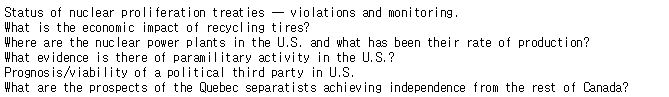 Status of nuclear proliferation treaties — violations and monitoring.
What is the economic impact of recycling tires?
Where are the nuclear power plants in the U.S. and what has been their rate of production?
What evidence is there of paramilitary activity in the U.S.?
Prognosis/viability of a political third party in U.S.
What are the prospects of the Quebec separatists achieving independence from the rest of Canada?